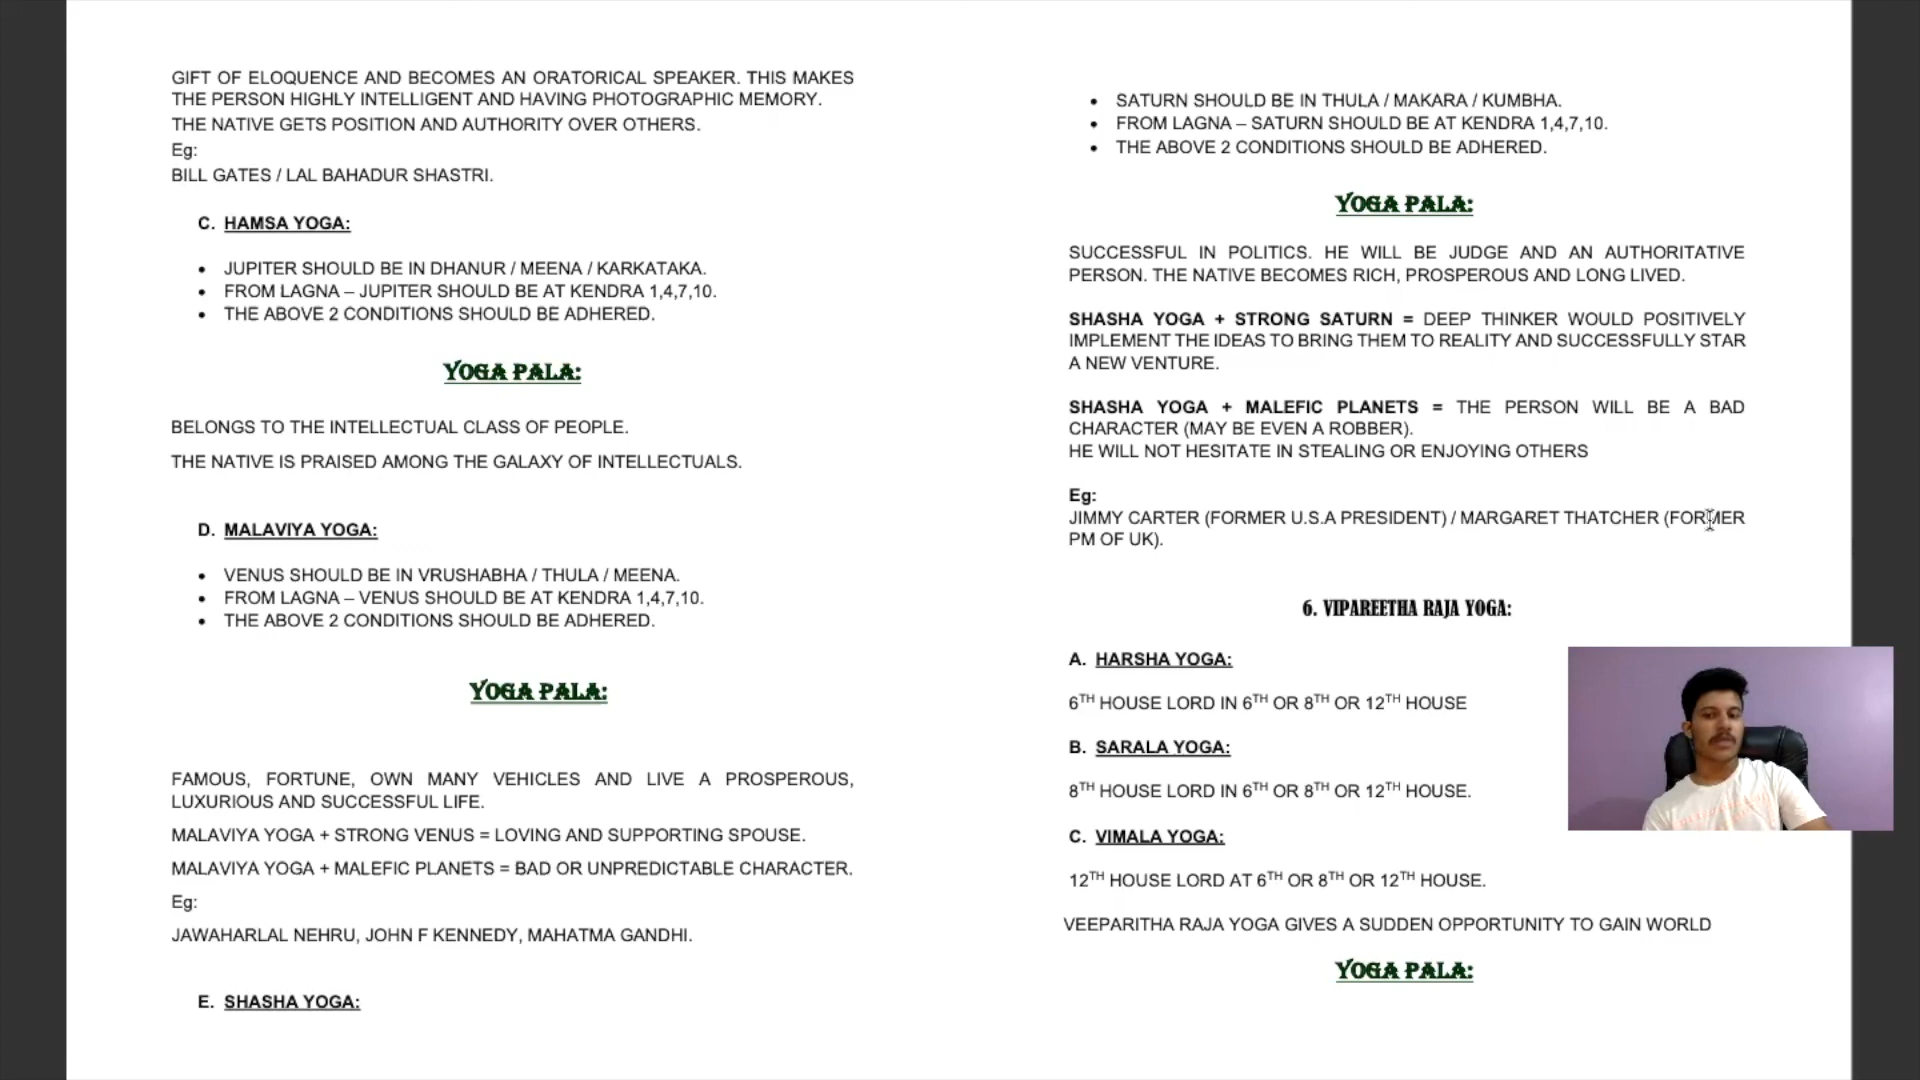 GIFT OF ELOQUENCE AND BECOMES AN ORATORICAL SPEAKER. THIS MAKES
THE PERSON HIGHLY INTELLIGENT AND HAVING PHOTOGRAPHIC MEMORY.
THE NATIVE GETS POSITION AND AUTHORITY OVER OTHERS.
Eg:
BILL GATES / LAL BAHADUR SHASTRI.
C. HAMSA YOGA:
• JUPITER SHOULD BE IN DHANUR / MEENA / KARKATAKA.
• FROM LAGNA – JUPITER SHOULD BE AT KENDRA 1,4,7,10.
• THE ABOVE 2 CONDITIONS SHOULD BE ADHERED.
YOGA PALA:
BELONGS TO THE INTELLECTUAL CLASS OF PEOPLE.
THE NATIVE IS PRAISED AMONG THE GALAXY OF INTELLECTUALS.
D. MALAVIYA YOGA:
• VENUS SHOULD BE IN VRUSHABHA / THULA / MEENA.
• FROM LAGNA – VENUS SHOULD BE AT KENDRA 1,4,7,10.
• THE ABOVE 2 CONDITIONS SHOULD BE ADHERED.
YOGA PALA:
FAMOUS, FORTUNE, OWN MANY VEHICLES AND LIVE A PROSPEROUS,
LUXURIOUS AND SUCCESSFUL LIFE.
MALAVIYA YOGA + STRONG VENUS = LOVING AND SUPPORTING SPOUSE.
MALAVIYA YOGA + MALEFIC PLANETS = BAD OR UNPREDICTABLE CHARACTER.
Eg:
JAWAHARLAL NEHRU, JOHN F KENNEDY, MAHATMA GANDHI.
E. SHASHA YOGA:
• SATURN SHOULD BE IN THULA / MAKARA / KUMBHA.
• FROM LAGNA – SATURN SHOULD BE AT KENDRA 1,4,7,10.
• THE ABOVE 2 CONDITIONS SHOULD BE ADHERED.
YOGA PALA:
SUCCESSFUL IN POLITICS. HE WILL BE JUDGE AND AN AUTHORITATIVE
PERSON. THE NATIVE BECOMES RICH, PROSPEROUS AND LONG LIVED.
SHASHA YOGA + STRONG SATURN = DEEP THINKER WOULD POSITIVELY
IMPLEMENT THE IDEAS TO BRING THEM TO REALITY AND SUCCESSFULLY STAR
A NEW VENTURE.
SHASHA YOGA + MALEFIC PLANETS = THE PERSON WILL BE A BAD
CHARACTER (MAY BE EVEN A ROBBER).
HE WILL NOT HESITATE IN STEALING OR ENJOYING OTHERS
Eg:
JIMMY CARTER (FORMER U.S.A PRESIDENT) / MARGARET THATCHER (FORMER
PM OF UK).
6. VIPAREETHA RAJA YOGA:
A. HARSHA YOGA:
6TH HOUSE LORD IN 6TH OR 8TH OR 12TH HOUSE
B. SARALA YOGA:
8TH HOUSE LORD IN 6TH OR 8TH OR 12TH HOUSE.
C. VIMALA YOGA:
12TH HOUSE LORD AT 6TH OR 8TH OR 12TH HOUSE.
VEEPARITHA RAJA YOGA GIVES A SUDDEN OPPORTUNITY TO GAIN WORLD
YOGA PALA: